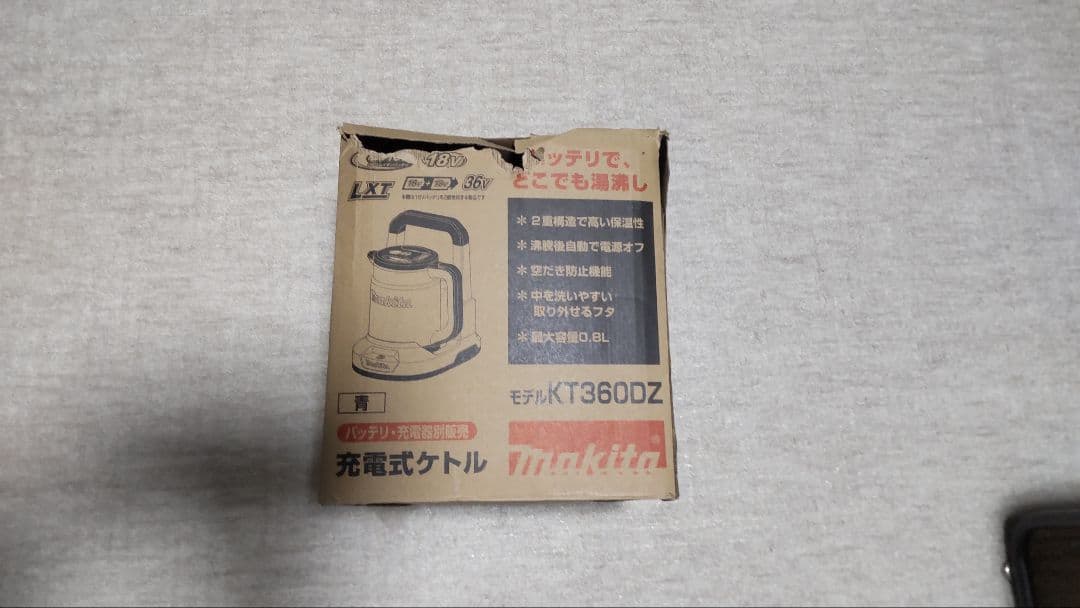 18V
LXT
18V+18V 36V
バッテリで、
どこでも湯沸し
＊2重構造で高い保温性
＊沸騰後自動で電源オフ
＊空だき防止機能
＊中を洗いやすい
取り外せるフタ
＊最大容量0.8L
makita
makita
青
モデルKT360DZ
バッテリ・充電器別販売
充電式ケトル
makita